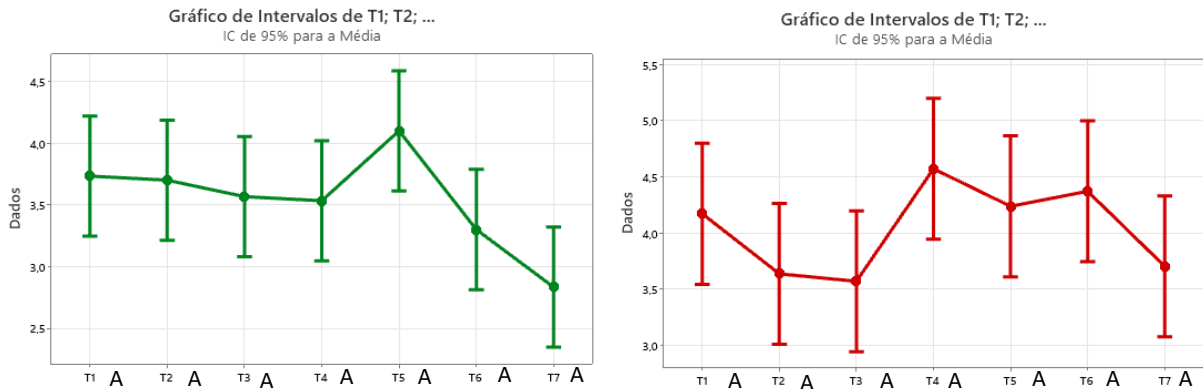 Gráfico de Intervalos de T1; T2; ...
IC de 95% para a Média
Dados
4,5
4,0
3,5
3,0
2,5
T1 A T2 A T3 A T4 A T5 A T6 A T7 A
Gráfico de Intervalos de T1; T2; ...
IC de 95% para a Média
Dados
5,5
5,0
4,5
4,0
3,5
3,0
T1 A T2 A T3 A T4 A T5 A T6 A T7 A